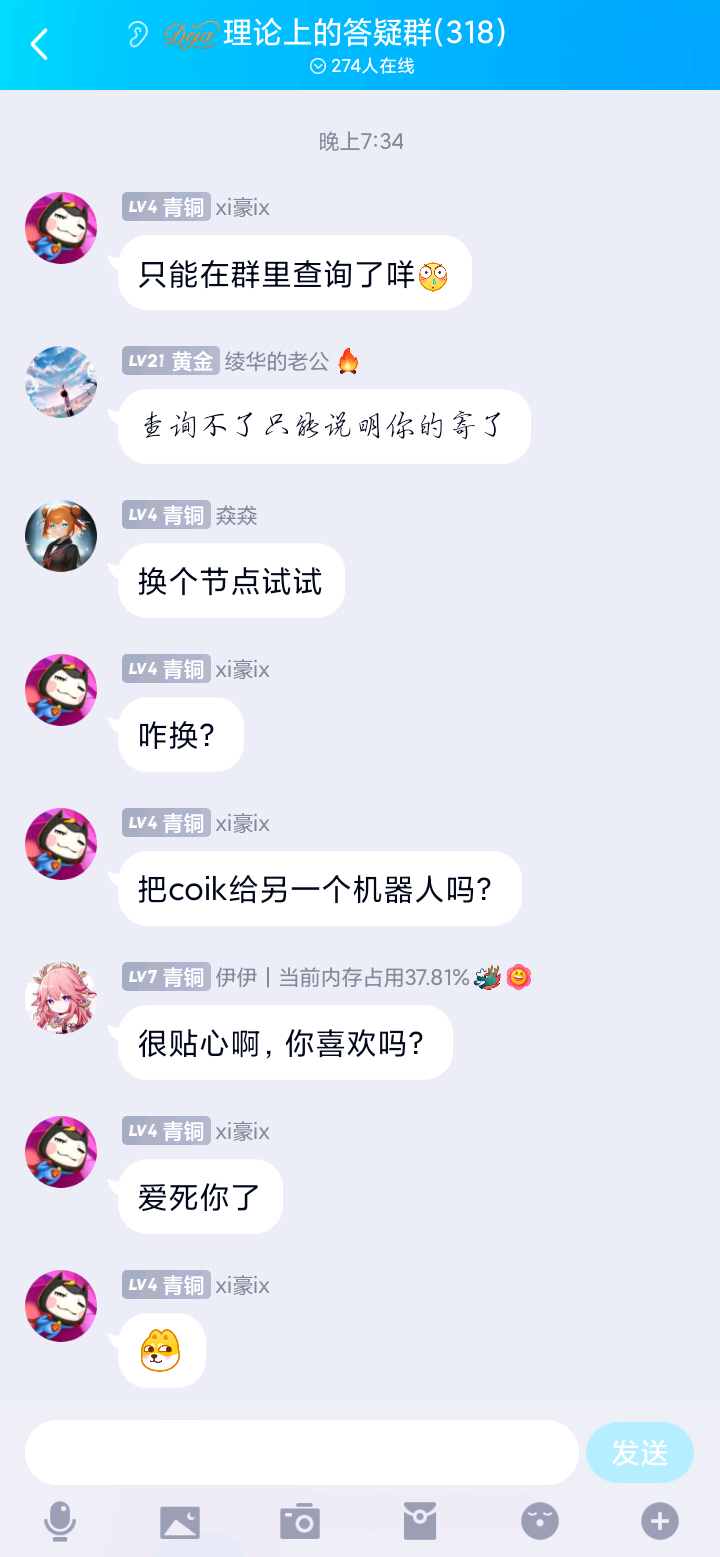 Deja理论上的答疑群(318)
274人在线
晚上7:34
LV4 青铜 xi豪ix
只能在群里查询了咩
LV21 黄金 绫华的老公
查询不了只能说明你的寄了
LV4 青铜 猋猋
换个节点试试
LV4 青铜 xi豪ix
咋换?
LV4 青铜 xi豪ix
把coik给另一个机器人吗?
LV7 青铜 伊伊 | 当前内存占用37.81%
很贴心啊, 你喜欢吗?
LV4 青铜 xi豪ix
爱死你了
LV4 青铜 xi豪ix
发送